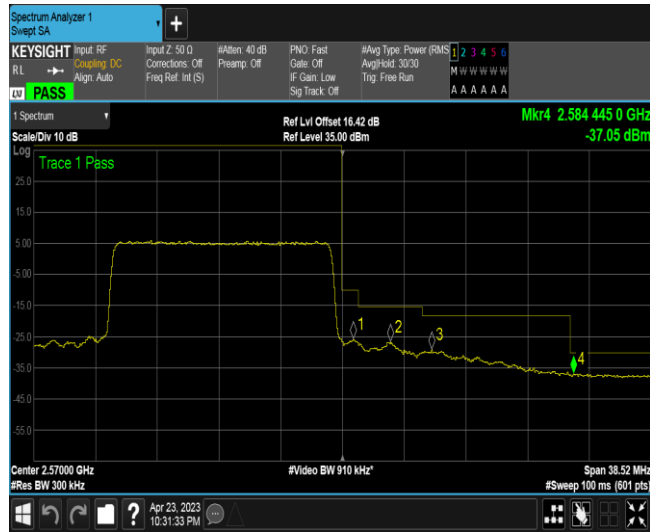 Spectrum Analyzer 1
Swept SA
KEYSIGHT
RL
LXI PASS
Input: RF
Coupling: DC
Align: Auto
Input Z: 50 Ω
Corrections: Off
Freq Ref: Int (S)
#Atten: 40 dB
Preamp: Off
PNO: Fast
Gate: Off
IF Gain: Low
Sig Track: Off
#Avg Type: Power (RMS
Avg|Hold: 30/30
Trig: Free Run
1 2 3 4 5 6
M W W W W W
A A A A A A
1 Spectrum
Scale/Div 10 dB
Ref Lvl Offset 16.42 dB
Ref Level 35.00 dBm
Mkr4 2.584 445 0 GHz
-37.05 dBm
Log
Trace 1 Pass
25.0
15.0
5.00
-5.00
-15.0
-25.0
-35.0
-45.0
-55.0
1
2
3
4
Center 2.57000 GHz
#Res BW 300 kHz
#Video BW 910 kHz*
Span 38.52 MHz
#Sweep 100 ms (601 pts)
Apr 23, 2023
10:31:33 PM